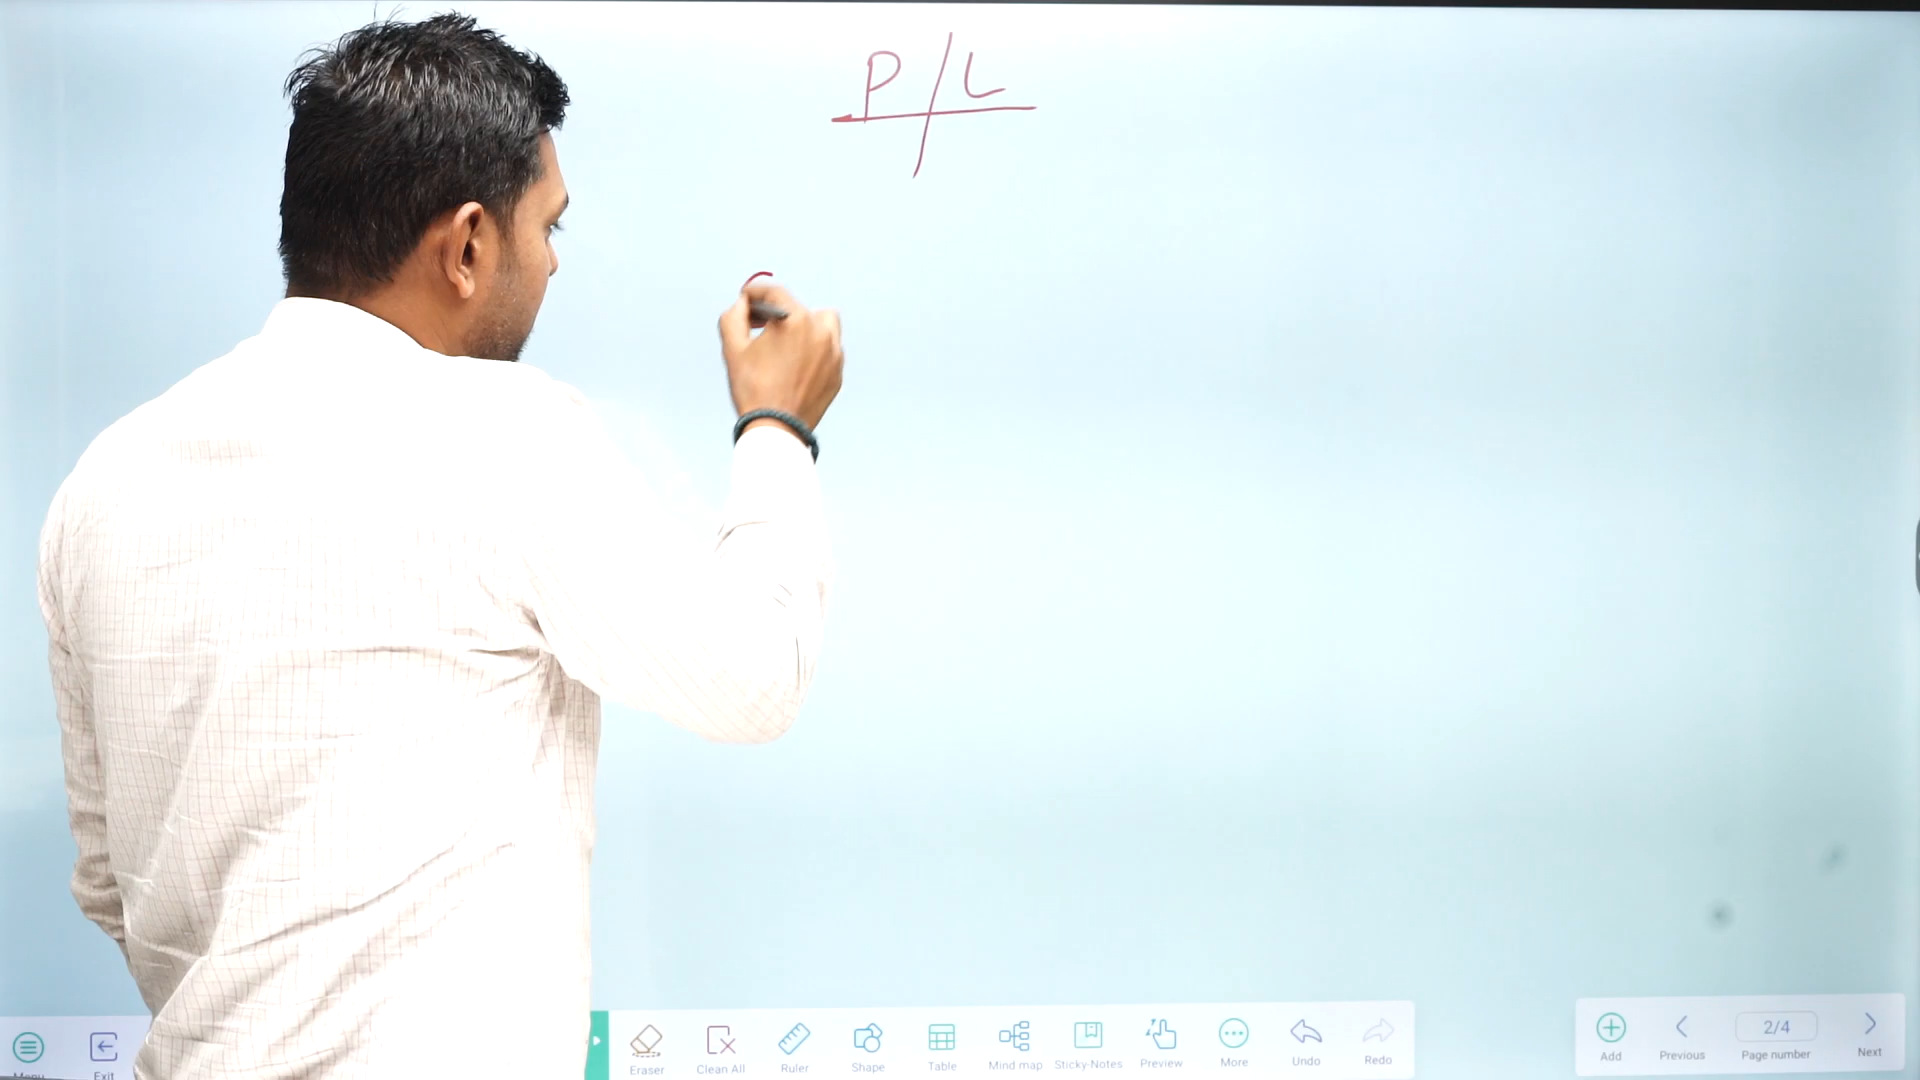 P/L
Menu
Exit
Eraser
Clean All
Ruler
Shape
Table
Mind map
Sticky-Notes
Preview
More
Undo
Redo
Add
Previous
2/4
Page number
Next